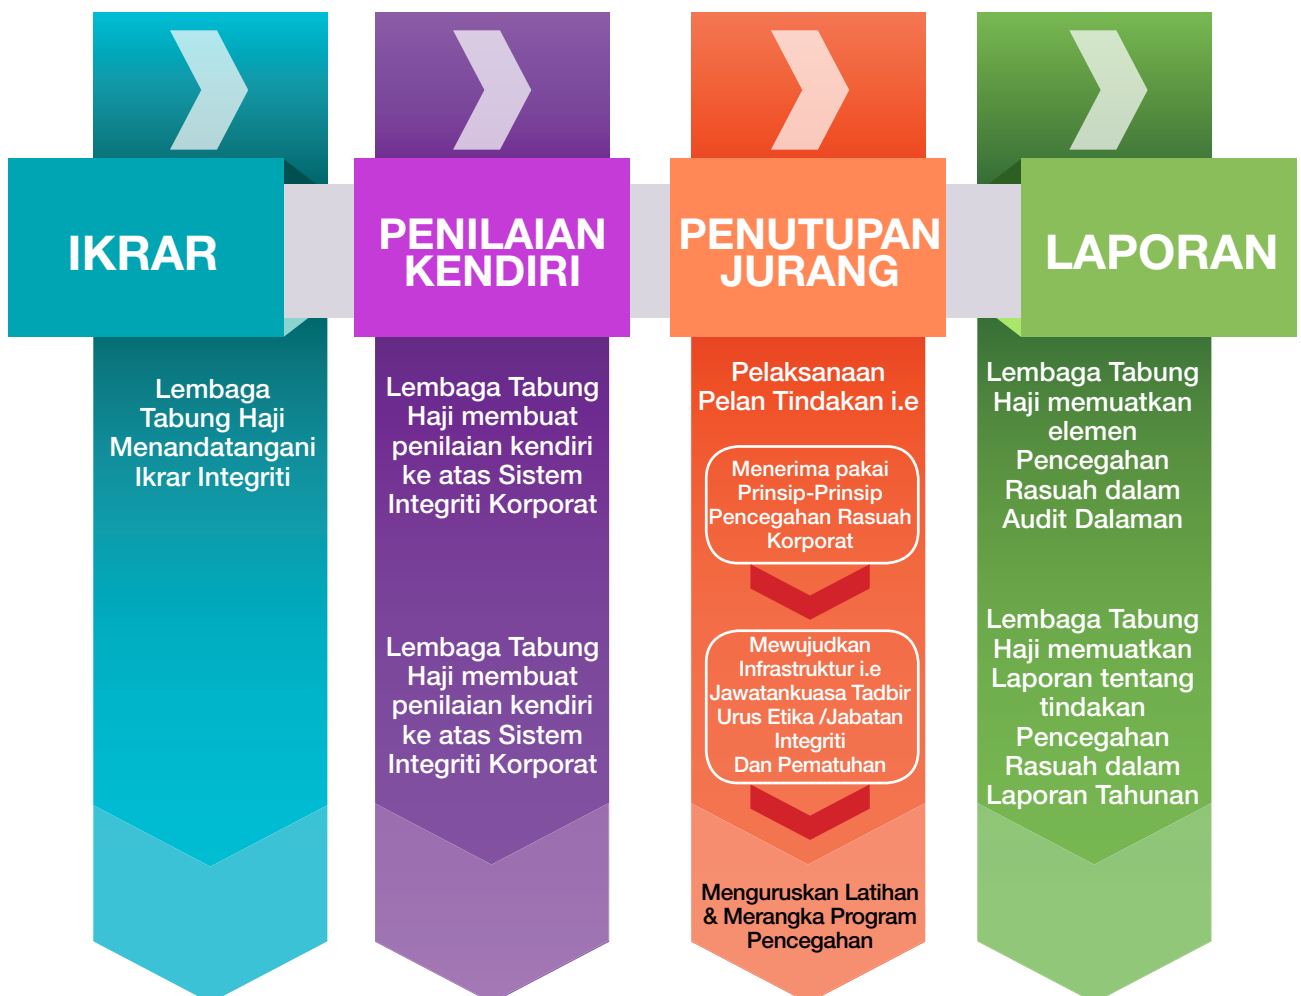 IKRAR
Lembaga
Tabung Haji
Menandatangani
Ikrar Integriti
PENILAIAN
KENDIRI
Lembaga Tabung
Haji membuat
penilaian kendiri
ke atas Sistem
Integriti Korporat
Lembaga Tabung
Haji membuat
penilaian kendiri
ke atas Sistem
Integriti Korporat
PENUTUPAN
JURANG
Pelaksanaan
Pelan Tindakan i.e
Menerima pakai
Prinsip-Prinsip
Pencegahan Rasuah
Korporat
Mewujudkan
Infrastruktur i.e
Jawatankuasa Tadbir
Urus Etika /Jabatan
Integriti
Dan Pematuhan
Menguruskan Latihan
& Merangka Program
Pencegahan
LAPORAN
Lembaga Tabung
Haji memuatkan
elemen
Pencegahan
Rasuah dalam
Audit Dalaman
Lembaga Tabung
Haji memuatkan
Laporan tentang
tindakan
Pencegahan
Rasuah dalam
Laporan Tahunan